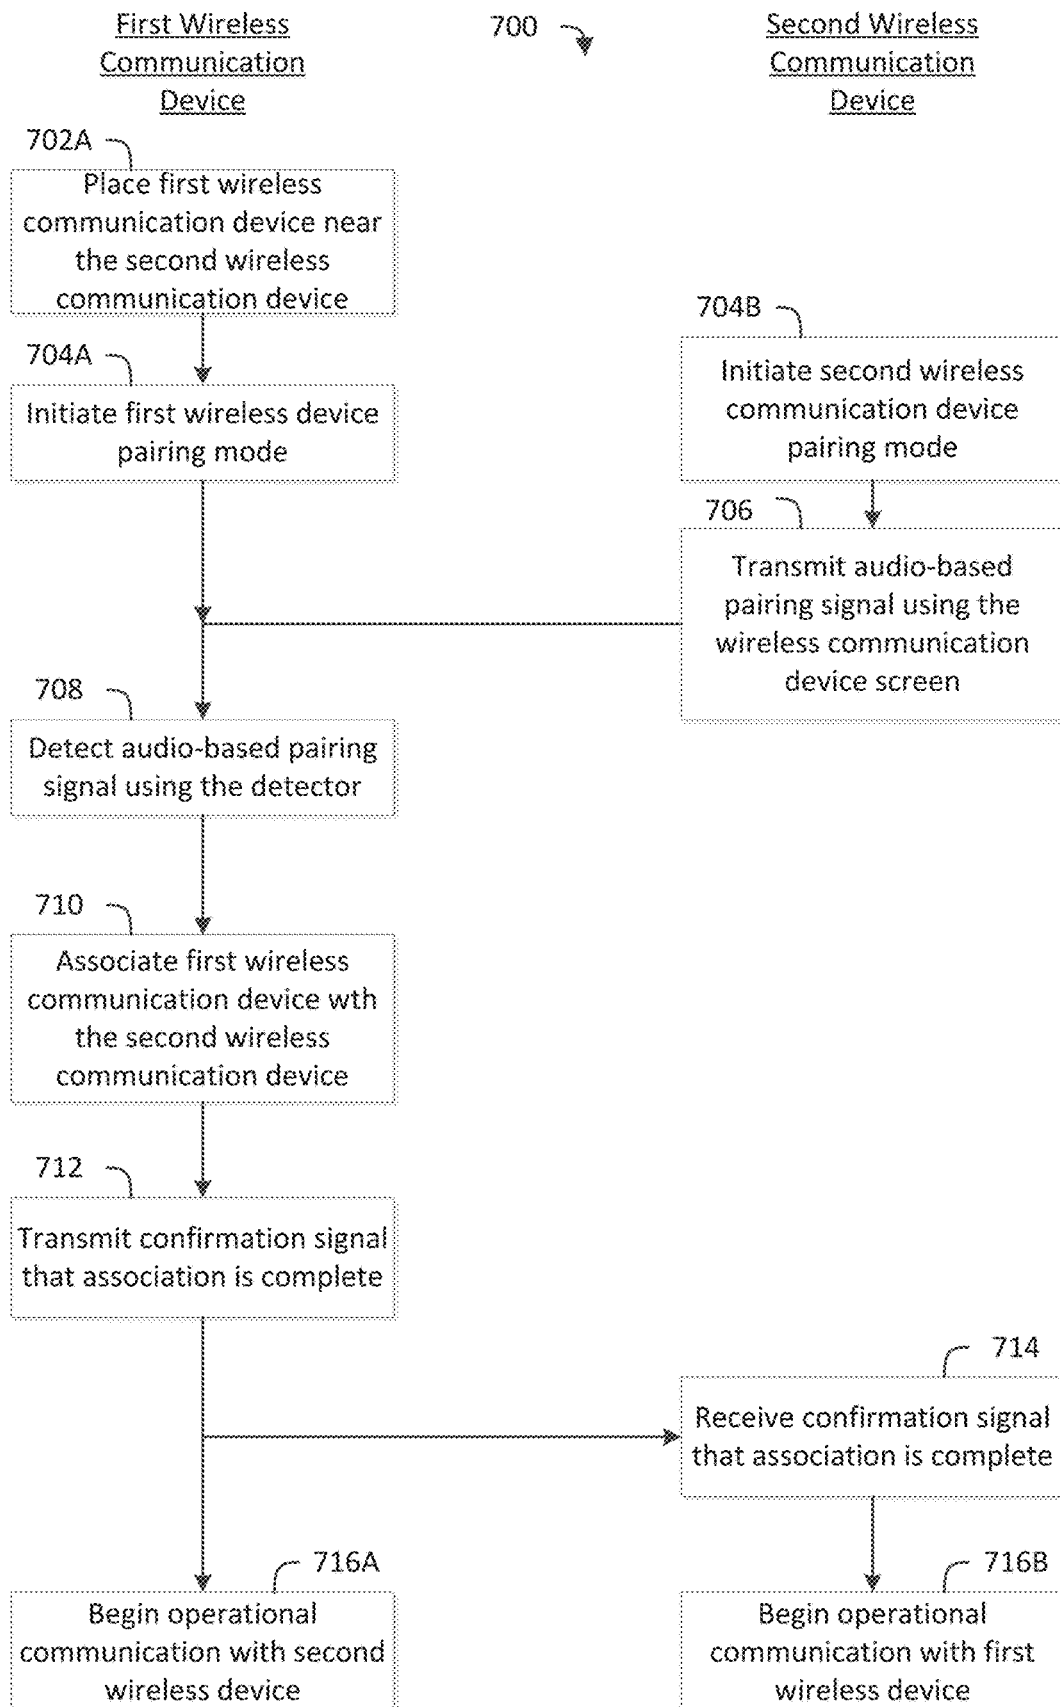 First Wireless
Communication
Device
700
Second Wireless
Communication
Device
702A
Place first wireless
communication device near
the second wireless
communication device
704A
Initiate first wireless device
pairing mode
704B
Initiate second wireless
communication device
pairing mode
706
Transmit audio-based
pairing signal using the
wireless communication
device screen
708
Detect audio-based pairing
signal using the detector
710
Associate first wireless
communication device wth
the second wireless
communication device
712
Transmit confirmation signal
that association is complete
714
Receive confirmation signal
that association is complete
716A
Begin operational
communication with second
wireless device
716B
Begin operational
communication with first
wireless device